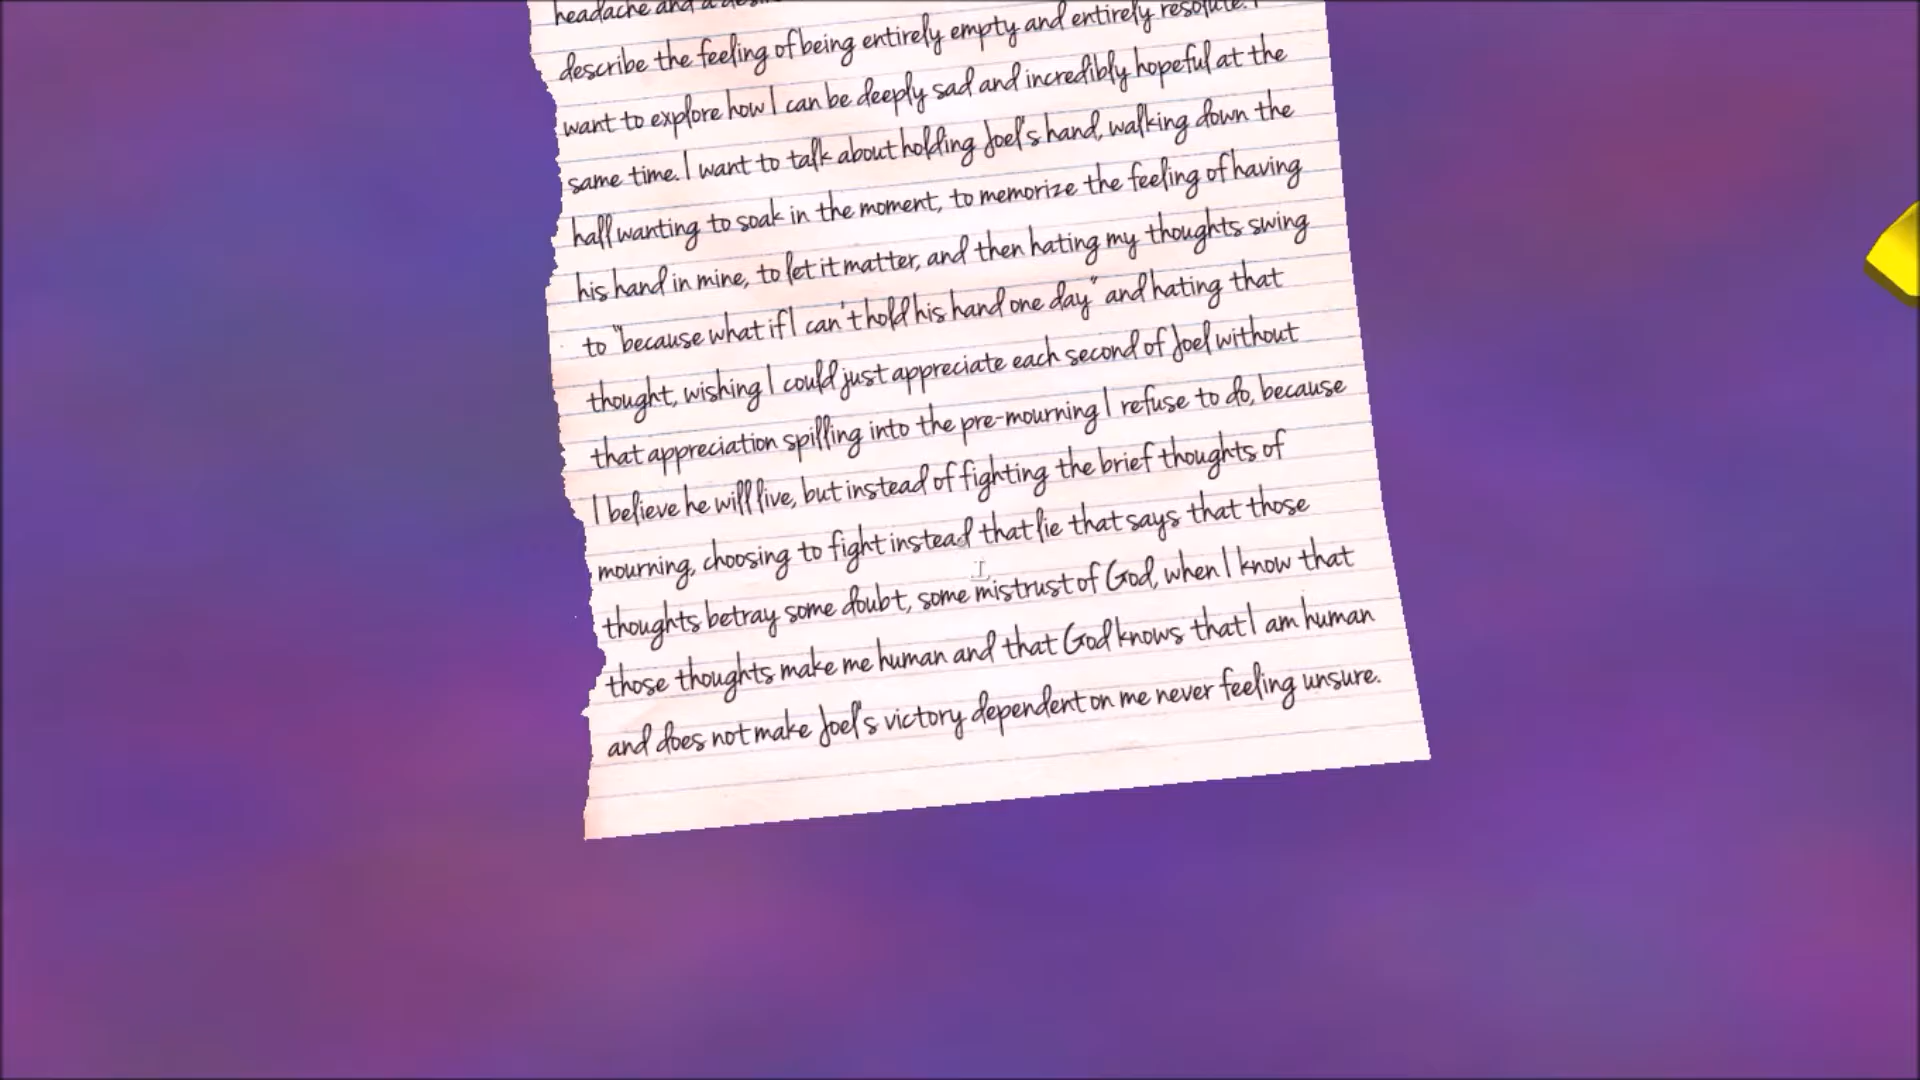 headache and a
describe the feeling of being entirely empty and entirely resolute. I
want to explore how I can be deeply sad and incredibly hopeful at the
same time. I want to talk about holding Joel's hand, walking down the
hall wanting to soak in the moment, to memorize the feeling of having
his hand in mine, to let it matter, and then hating my thoughts swing
to "because what if I can't hold his hand one day" and hating that
thought, wishing I could just appreciate each second of Joel without
that appreciation spilling into the pre-mourning I refuse to do, because
I believe he will live, but instead of fighting the brief thoughts of
mourning, choosing to fight instead that lie that says that those
thoughts betray some doubt, some mistrust of God, when I know that
those thoughts make me human and that God knows that I am human
and does not make Joel's victory dependent on me never feeling unsure.